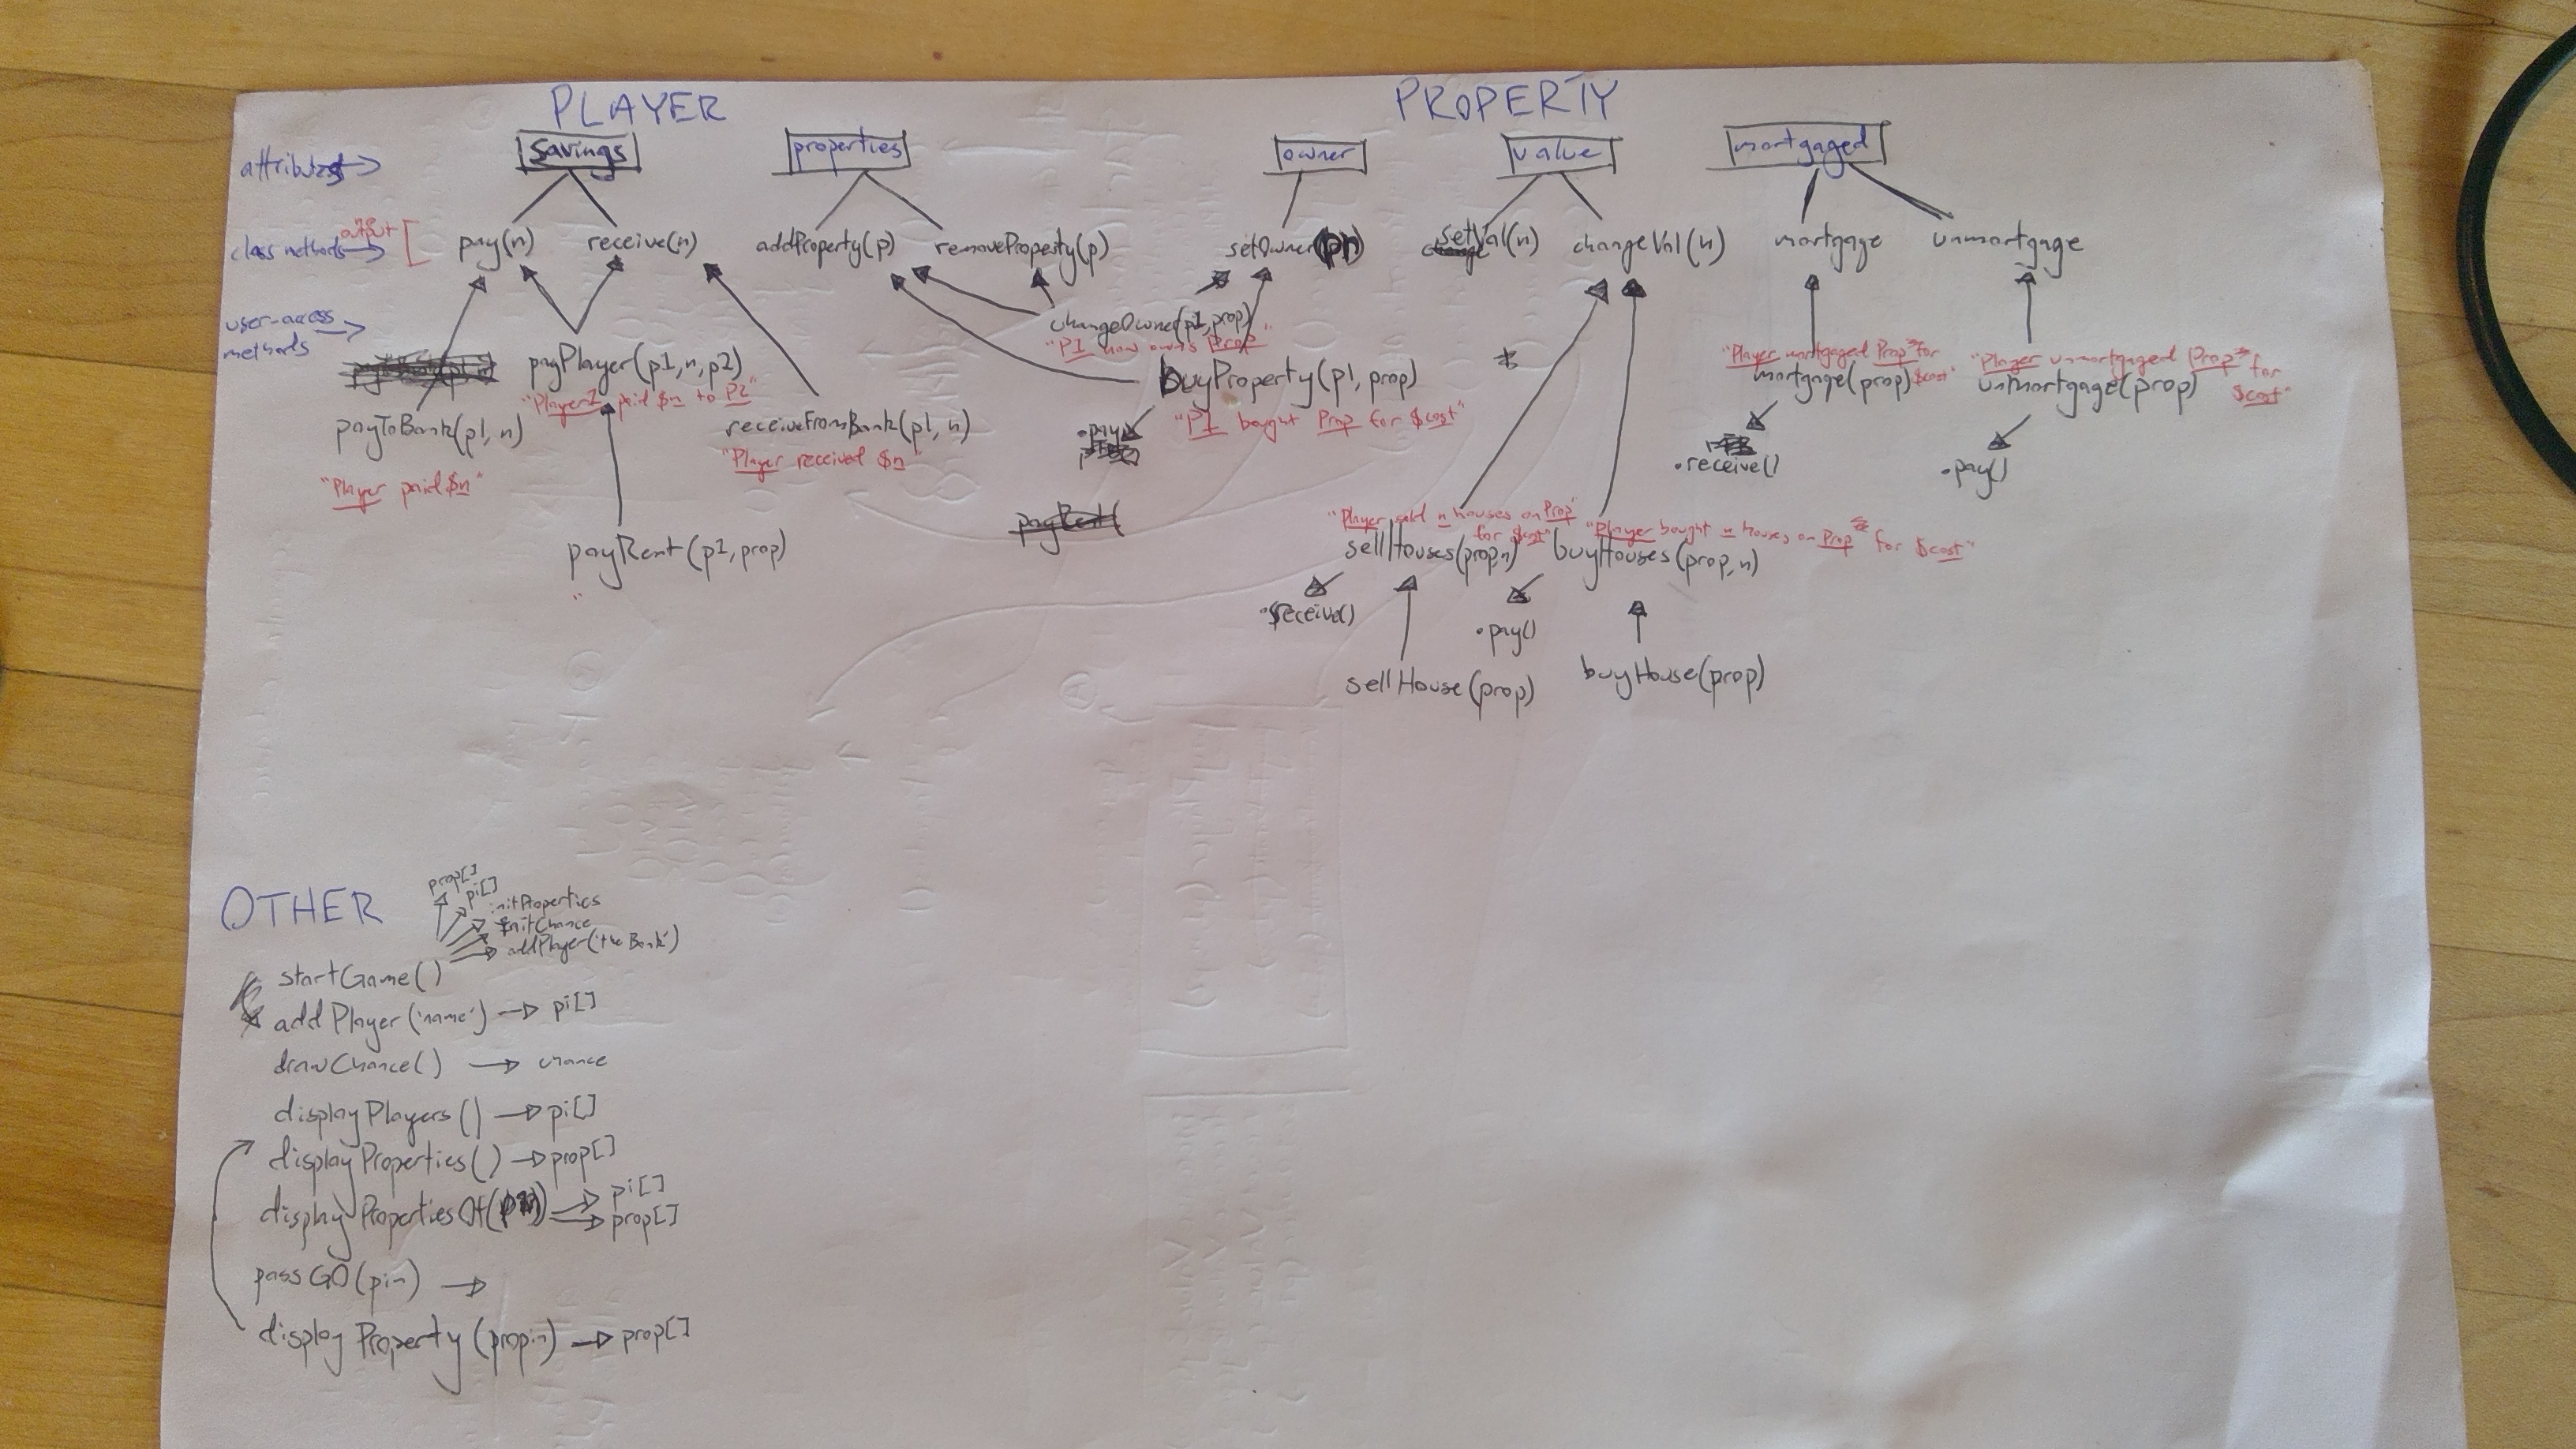 PLAYER
PROPERTY
attributes
savings
properties
owner
value
mortgaged
class methods
no output
pay(n)
receive(n)
addProperty(p)
removeProperty(p)
setOwner(pn)
setVal(n)
changeVal(n)
mortgage
unmortgage
user-access methods
changeOwner(p1,prop)
"P1 now owns Prop"
payPlayer(p1,n,p2)
"Player1 paid $n to P2"
buyProperty(p1, prop)
"P1 bought Prop for $cost"
.pay
"Player mortgaged Prop for $cost"
mortgage(prop)
.receive()
"Player unmortgaged Prop for $cost"
unmortgage(prop)
.pay()
payToBank(p1, n)
"Player paid $n"
receiveFromBank(p1, n)
"Player received $n"
payRent(
payRent(p1,prop)
"
"Player sold n houses on Prop for $cost"
sellHouses(prop,n)
.receive()
"Player bought n houses on Prop for $cost"
buyHouses(prop,n)
.pay()
sellHouse(prop)
buyHouse(prop)
OTHER
prop[]
pi[]
initProperties
initChance
addPlayer('the Bank')
startGame()
addPlayer('name') pi[]
drawChance() chance
displayPlayers() pi[]
displayProperties() prop[]
displayPropertiesOf( ) pi[]
prop[]
passGO(pin)
displayProperty(propin) prop[]